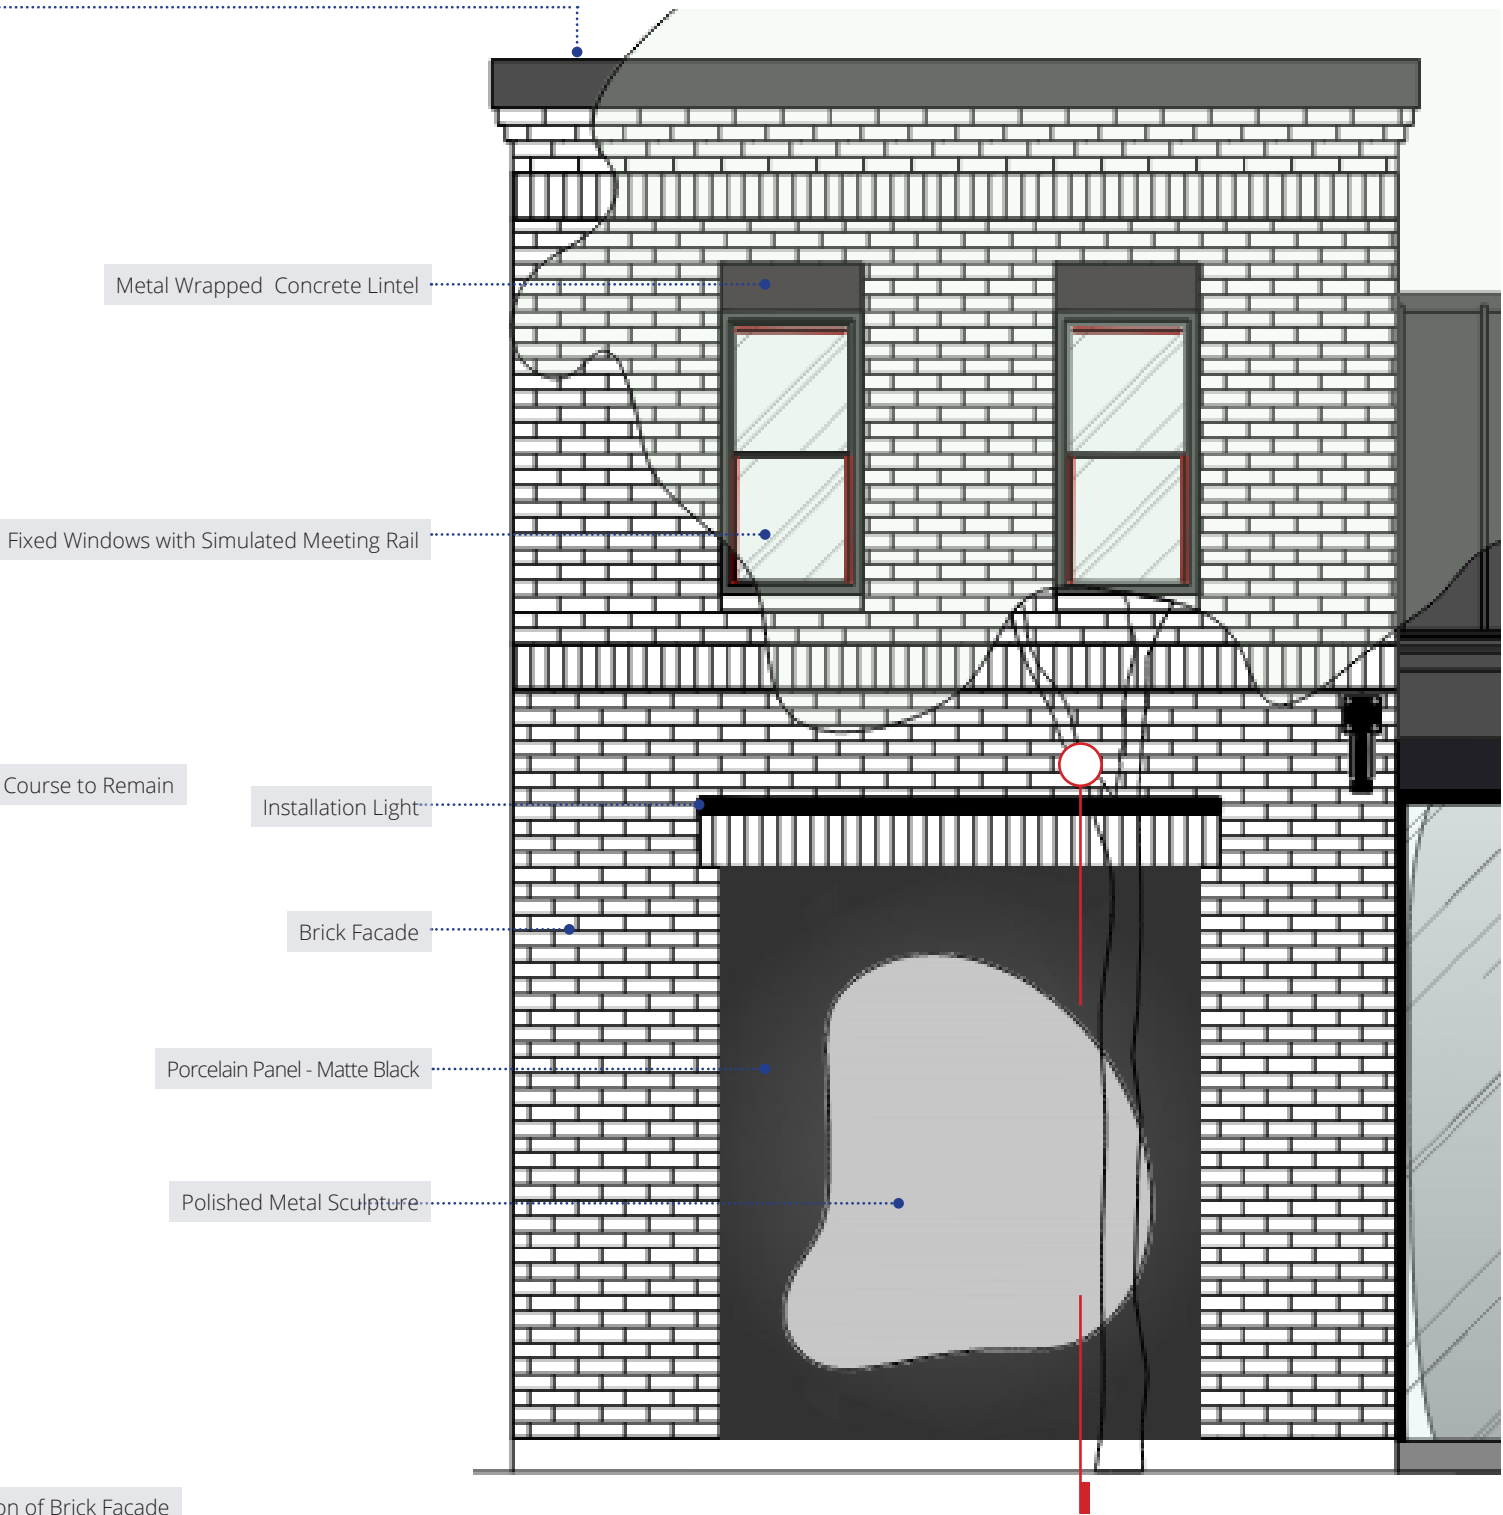 Metal Wrapped Concrete Lintel
Fixed Windows with Simulated Meeting Rail
Course to Remain
Installation Light
Brick Facade
Porcelain Panel - Matte Black
Polished Metal Sculpture
on of Brick Facade